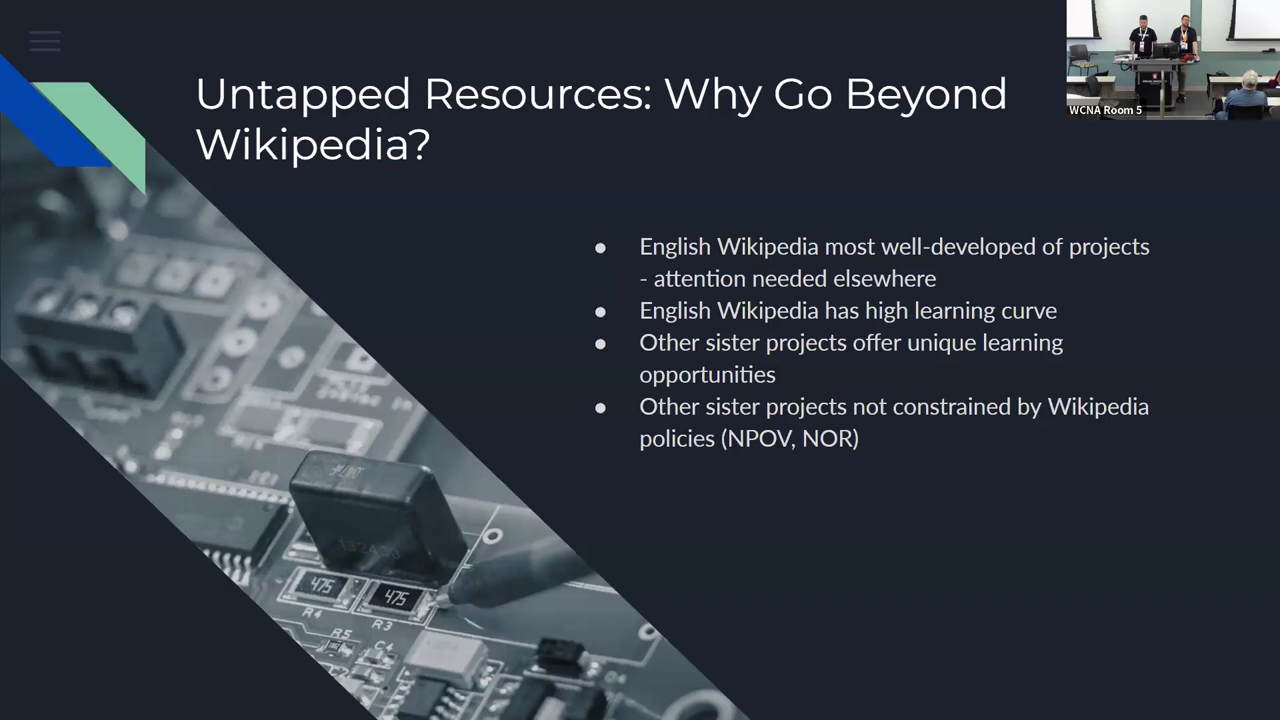 Untapped Resources: Why Go Beyond
Wikipedia?
WCNA Room 5
● English Wikipedia most well-developed of projects
- attention needed elsewhere
● English Wikipedia has high learning curve
● Other sister projects offer unique learning
opportunities
● Other sister projects not constrained by Wikipedia
policies (NPOV, NOR)
475
475
R4
R3
R5
C4